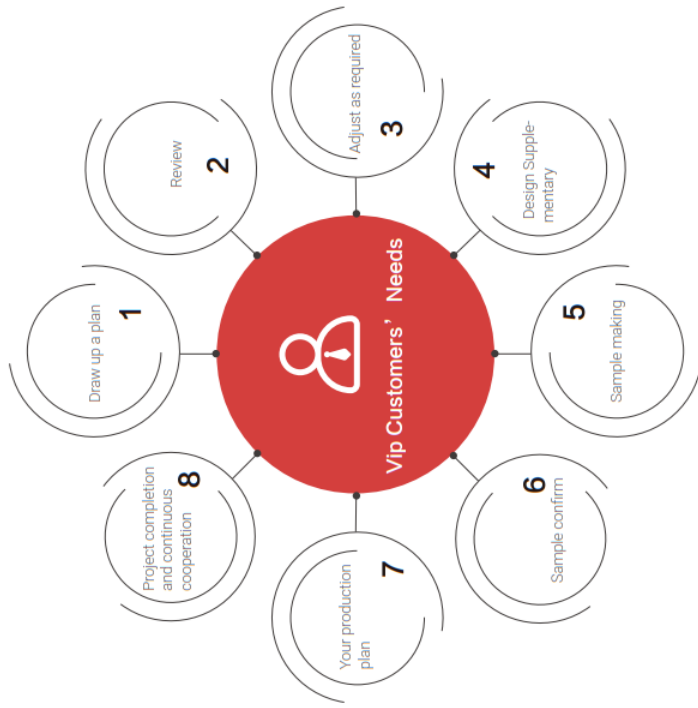 Vip Customers’ Needs
Draw up a plan
1
Review
2
Adjust as required
3
4
Design Supple-
mentary
5
Sample making
6
Sample confirm
7
Your production
plan
Project completion
and continuous
cooperation
8